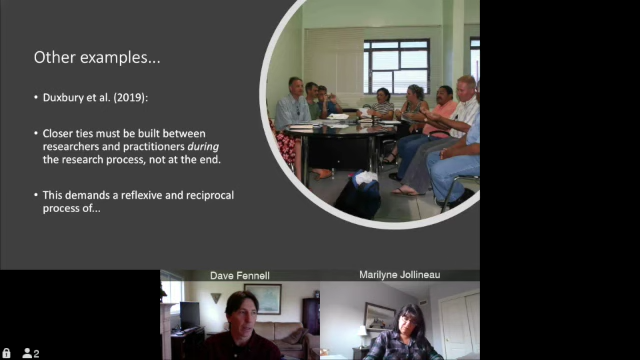 Other examples...
• Duxbury et al. (2019):
• Closer ties must be built between
researchers and practitioners during
the research process, not at the end.
• This demands a reflexive and reciprocal
process of...
Dave Fennell
Marilyne Jollineau
2